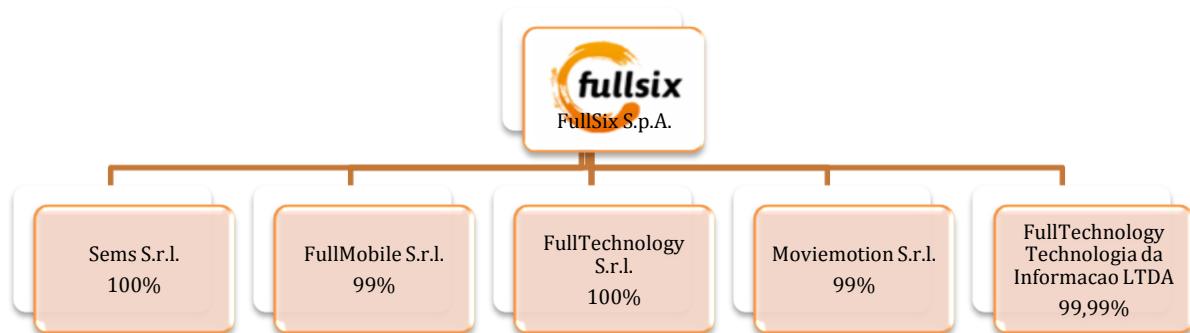 fullsix
FullSix S.p.A.
Sems S.r.l.
100%
FullMobile S.r.l.
99%
FullTechnology
S.r.l.
100%
Moviemotion S.r.l.
99%
FullTechnology
Technologia da
Informacao LTDA
99,99%